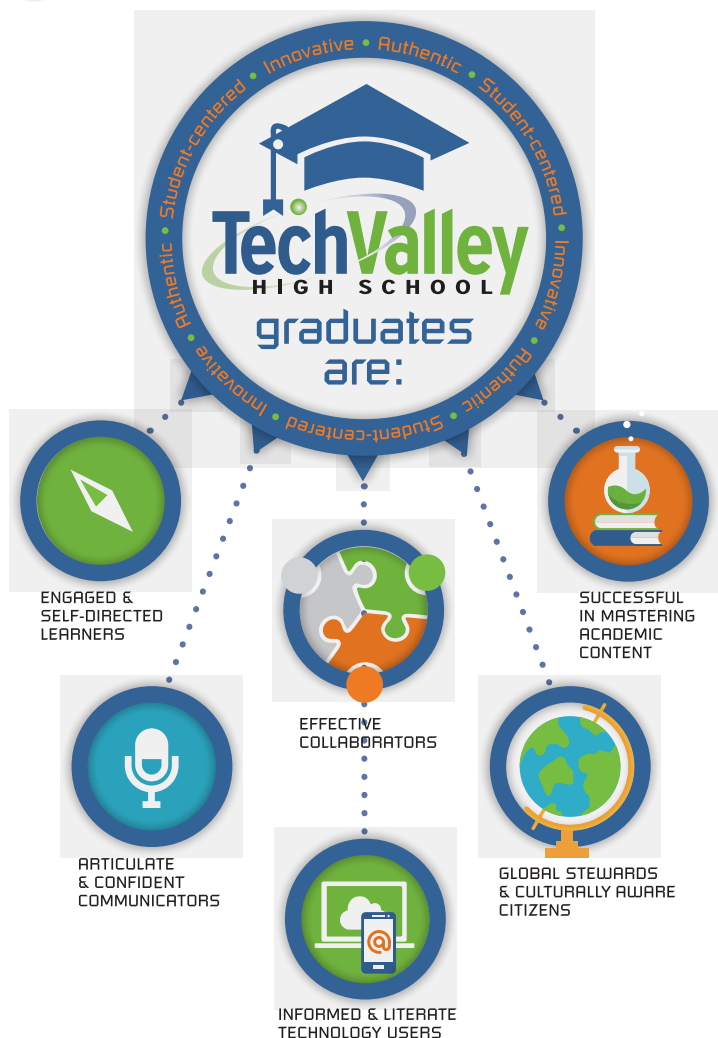 Innovative • Authentic • Student-centered • Innovative • Authentic • Student-centered • Innovative • Authentic • Student-centered •
TechValley
HIGH SCHOOL
graduates
are:
ENGAGED &
SELF-DIRECTED
LEARNERS
SUCCESSFUL
IN MASTERING
ACADEMIC
CONTENT
EFFECTIVE
COLLABORATORS
ARTICULATE
& CONFIDENT
COMMUNICATORS
GLOBAL STEWARDS
& CULTURALLY AWARE
CITIZENS
@
INFORMED & LITERATE
TECHNOLOGY USERS